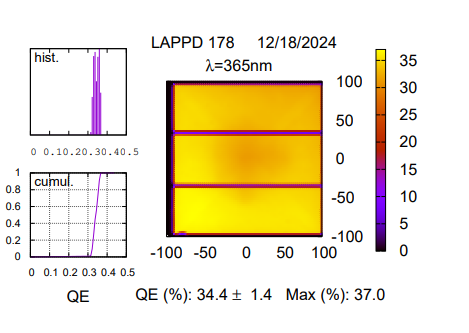 LAPPD 178 12/18/2024
λ=365nm
hist.
0 0.10.20.30.40.5
cumul.
1
0.8
0.6
0.4
0.2
0
0 0.1 0.2 0.3 0.4 0.5
QE
100
50
0
-50
-100
-100 -50 0 50 100
35
30
25
20
15
10
5
0
QE (%): 34.4 ± 1.4 Max (%): 37.0